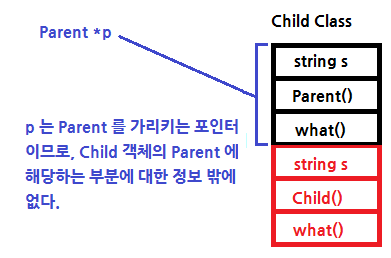 Child Class
Parent *p
string s
Parent()
what()
p 는 Parent 를 가리키는 포인터
이므로, Child 객체의 Parent 에
해당하는 부분에 대한 정보 밖에
없다.
string s
Child()
what()